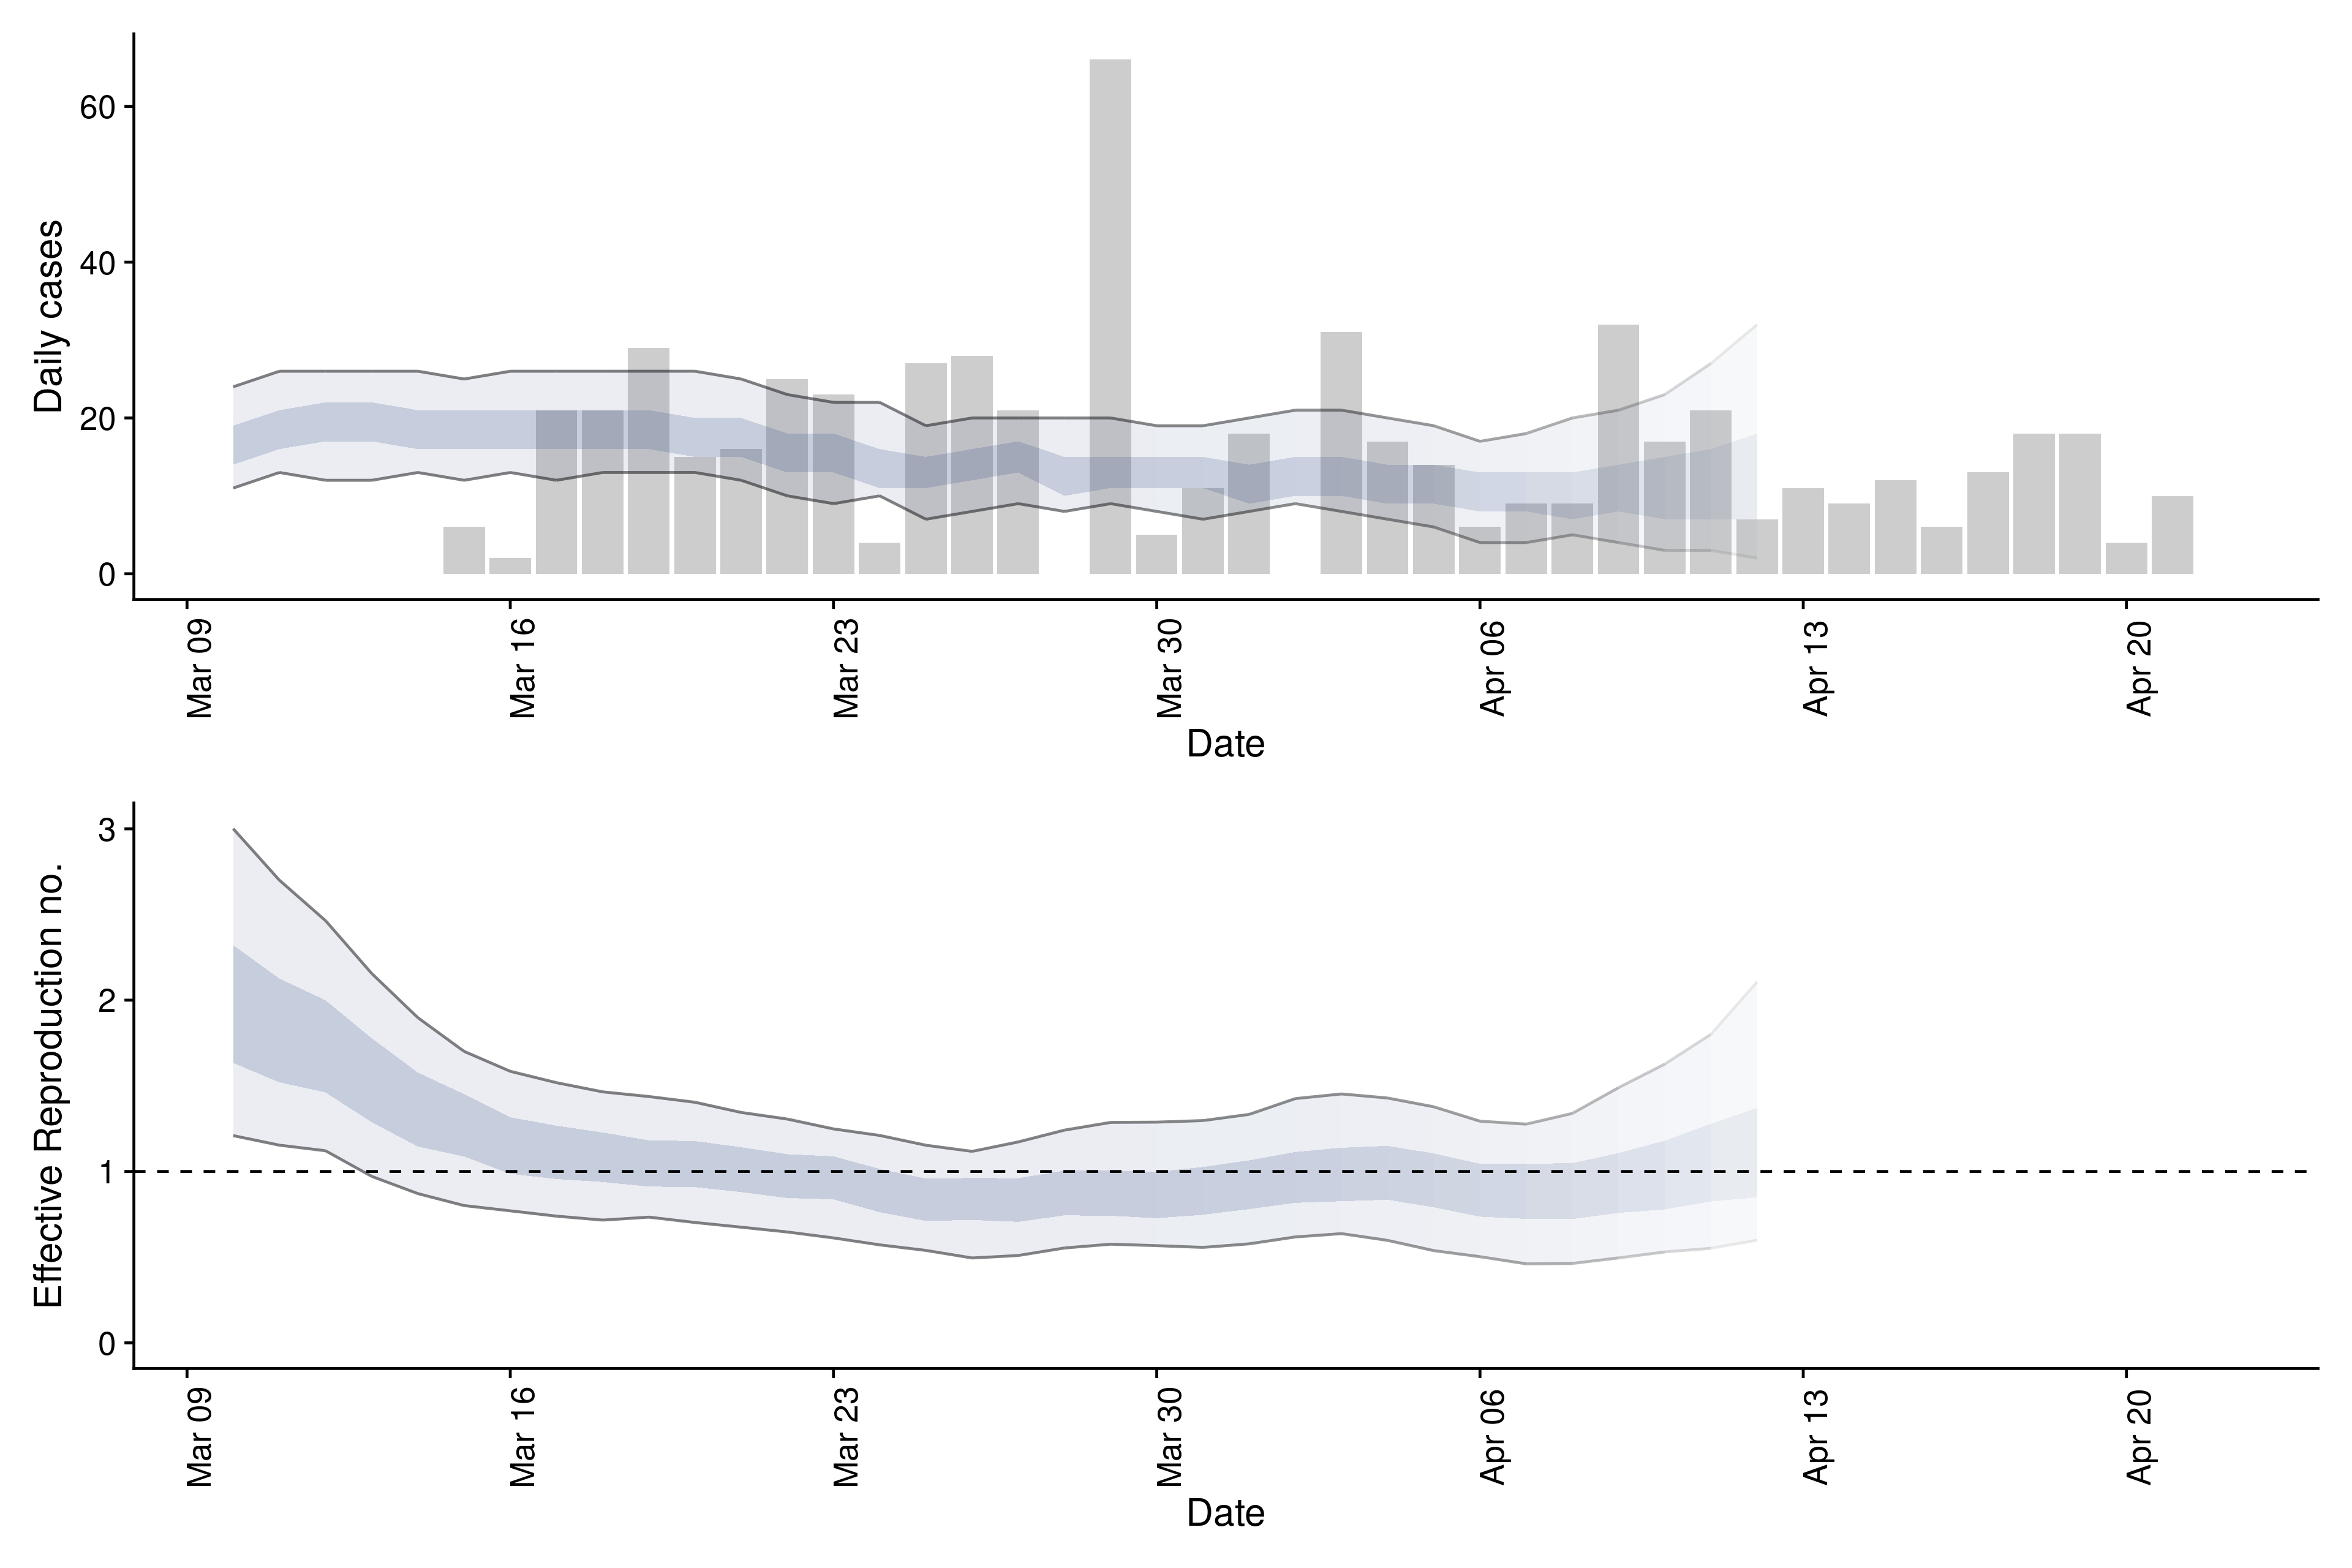 Daily cases
60
40
20
0
Mar 09
Mar 16
Mar 23
Mar 30
Apr 06
Apr 13
Apr 20
Date
Effective Reproduction no.
3
2
1
0
Mar 09
Mar 16
Mar 23
Mar 30
Apr 06
Apr 13
Apr 20
Date